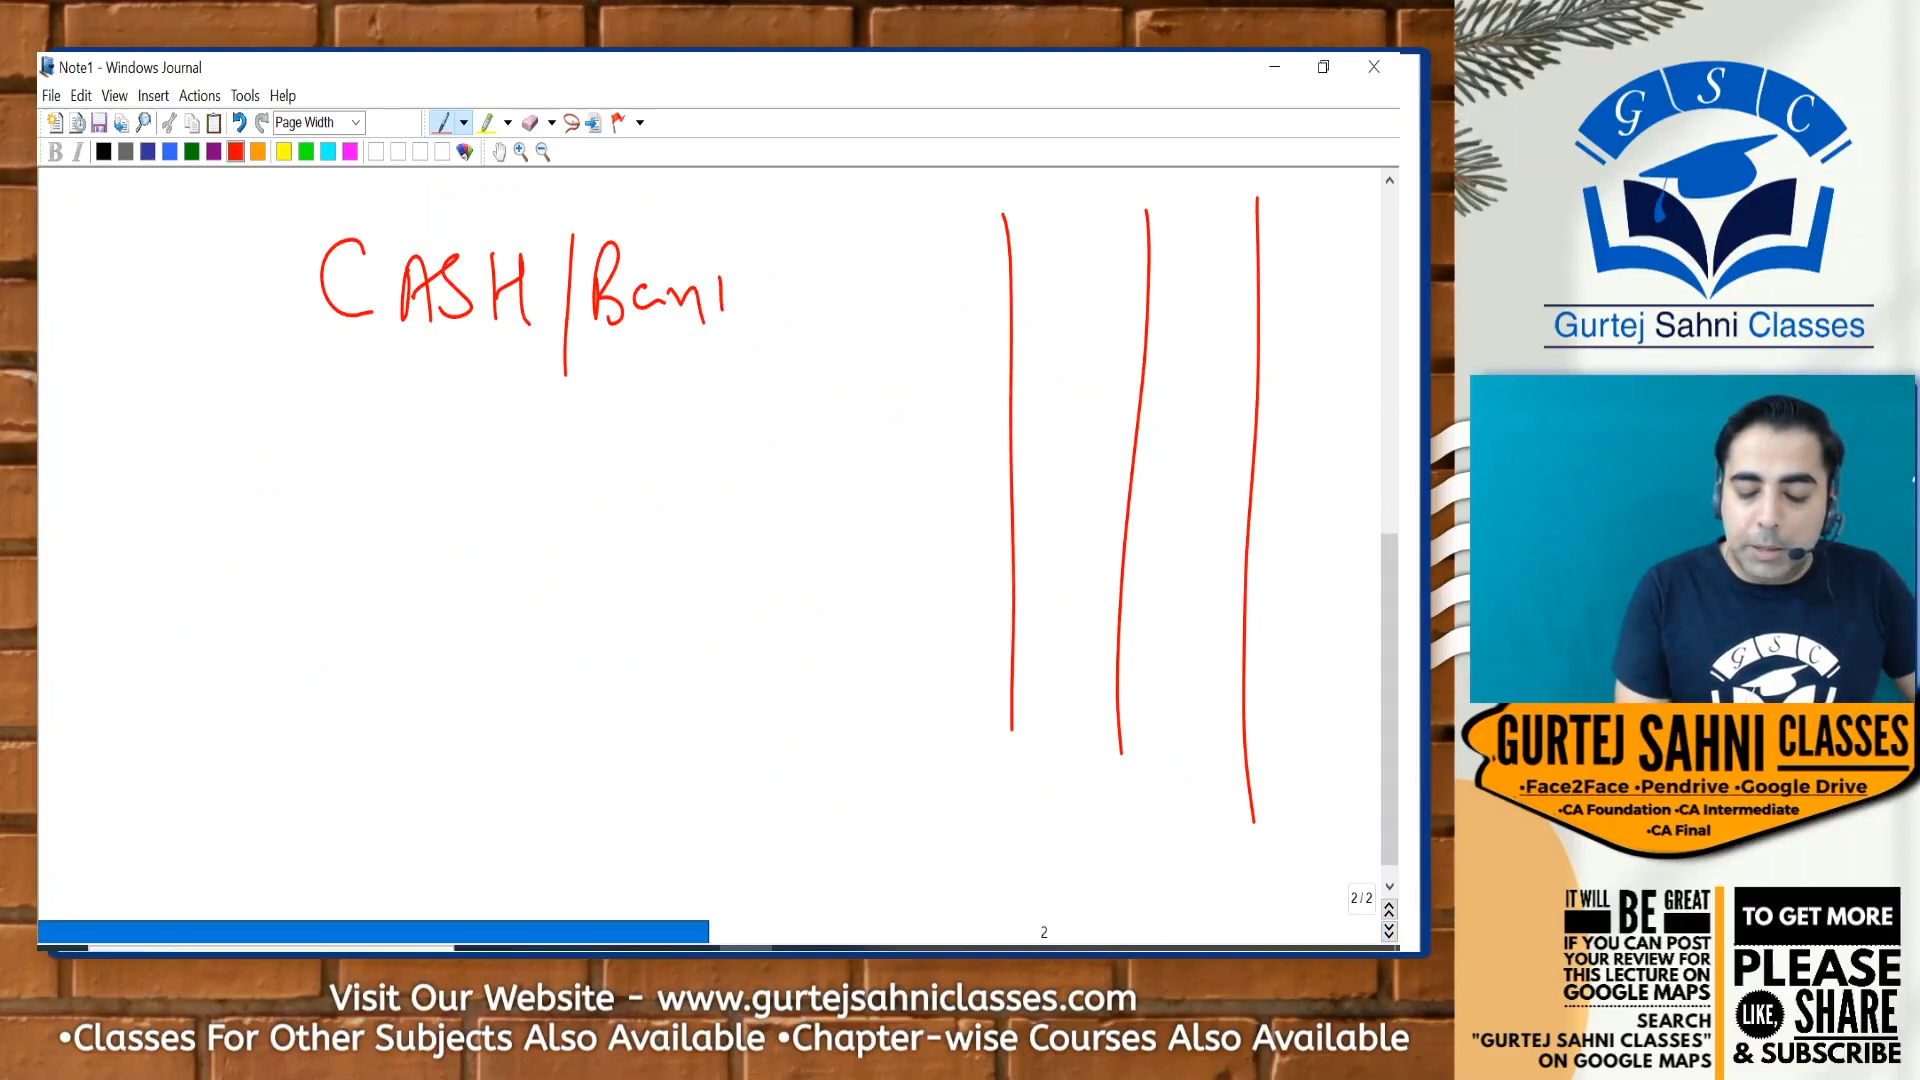 Note1 - Windows Journal
File Edit View Insert Actions Tools Help
Page Width
B I
CASH/Ban
2/2
2
G S C
Gurtej Sahni Classes
G S C
GURTEJ SAHNI CLASSES
•Face2Face •Pendrive •Google Drive
•CA Foundation •CA Intermediate
•CA Final
IT WILL BE GREAT
IF YOU CAN POST
YOUR REVIEW FOR
THIS LECTURE ON
GOOGLE MAPS
SEARCH
"GURTEJ SAHNI CLASSES"
ON GOOGLE MAPS
TO GET MORE
PLEASE
LIKE, SHARE
& SUBSCRIBE
Visit Our Website - www.gurtejsahniclasses.com
•Classes For Other Subjects Also Available •Chapter-wise Courses Also Available